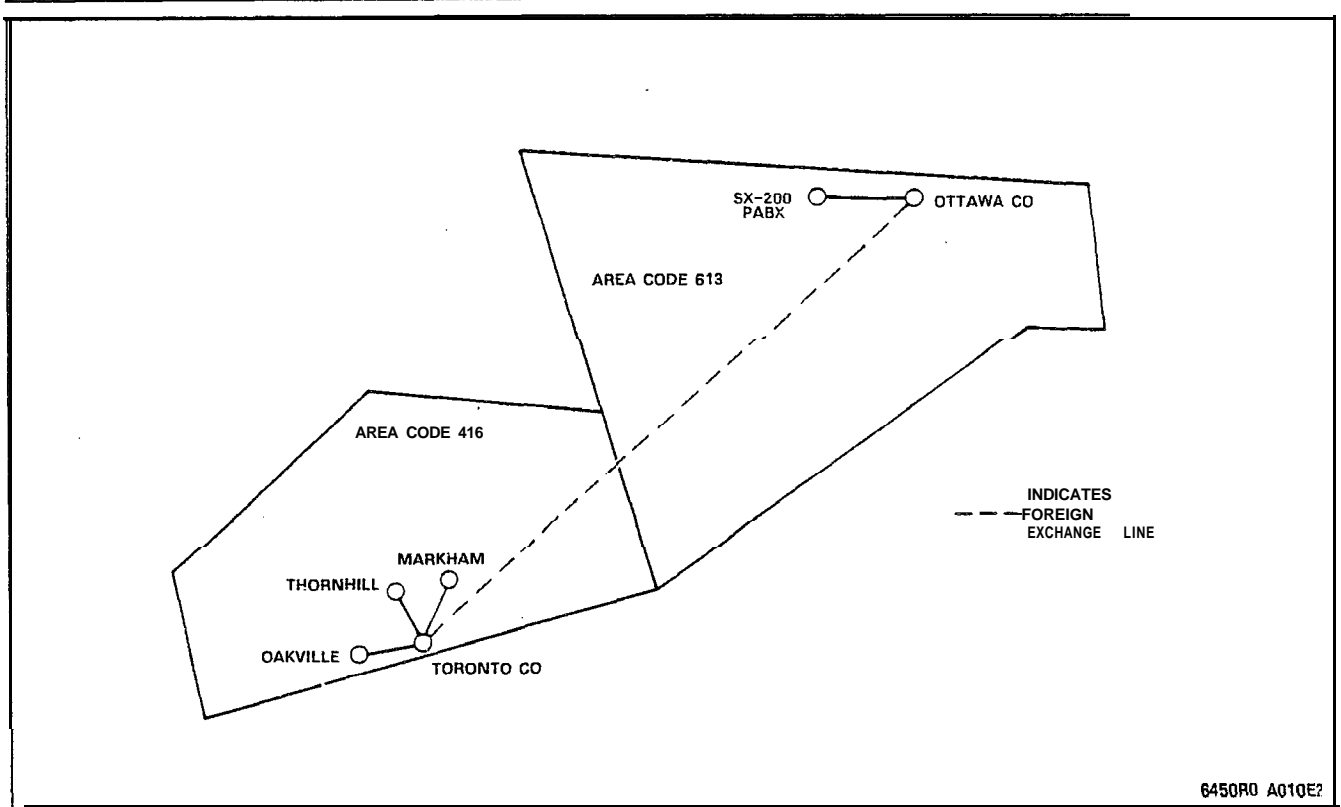 SX-200
PABX
OTTAWA CO
AREA CODE 613
AREA CODE 416
INDICATES
FOREIGN
EXCHANGE LINE
MARKHAM
THORNHILL
OAKVILLE
TORONTO CO
6450R0 A010E2